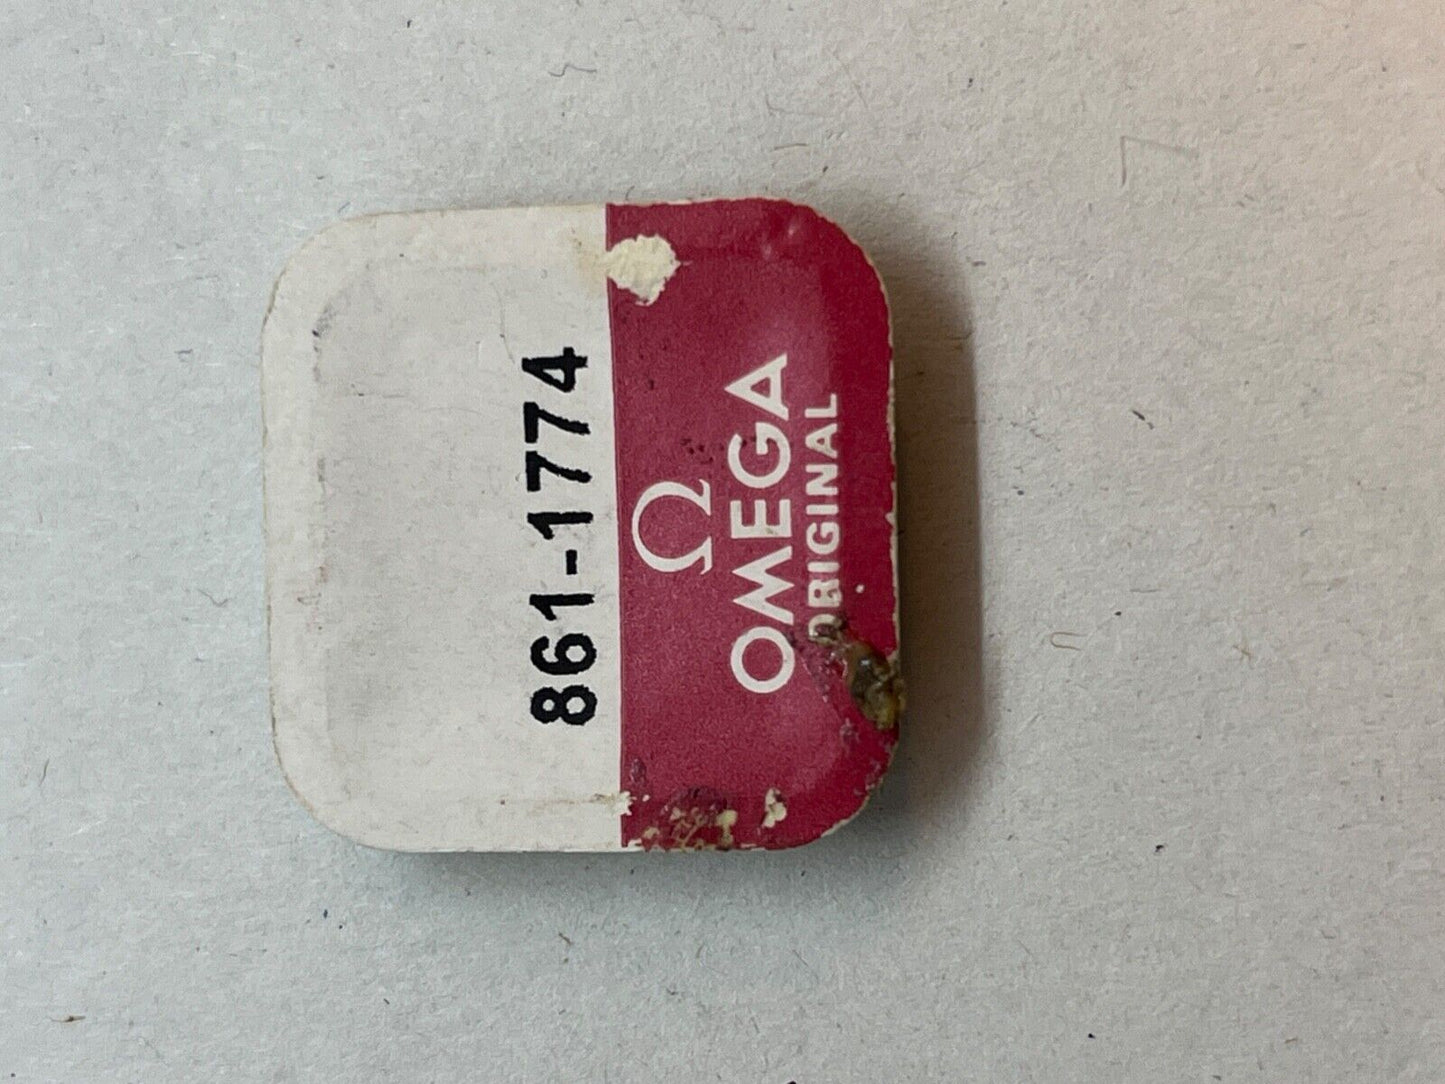 861-1774
Ω
OMEGA
ORIGINAL